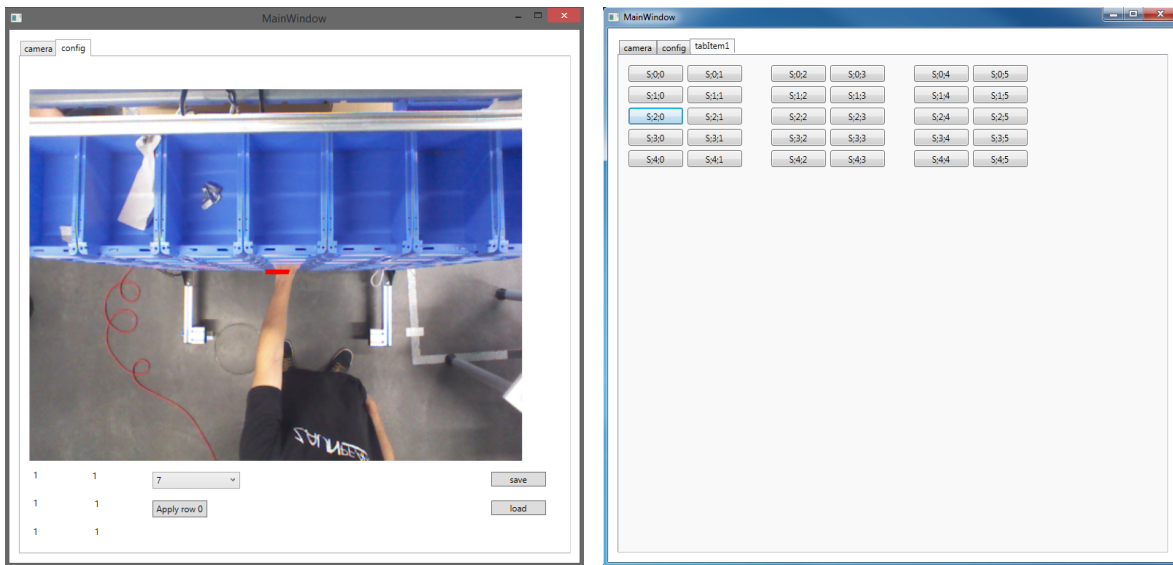 MainWindow
camera config
1 1 7 save
1 1 Apply row 0 load
1 1
MainWindow
camera config tabItem1
S;0;0 S;0;1 S;0;2 S;0;3 S;0;4 S;0;5
S;1;0 S;1;1 S;1;2 S;1;3 S;1;4 S;1;5
S;2;0 S;2;1 S;2;2 S;2;3 S;2;4 S;2;5
S;3;0 S;3;1 S;3;2 S;3;3 S;3;4 S;3;5
S;4;0 S;4;1 S;4;2 S;4;3 S;4;4 S;4;5